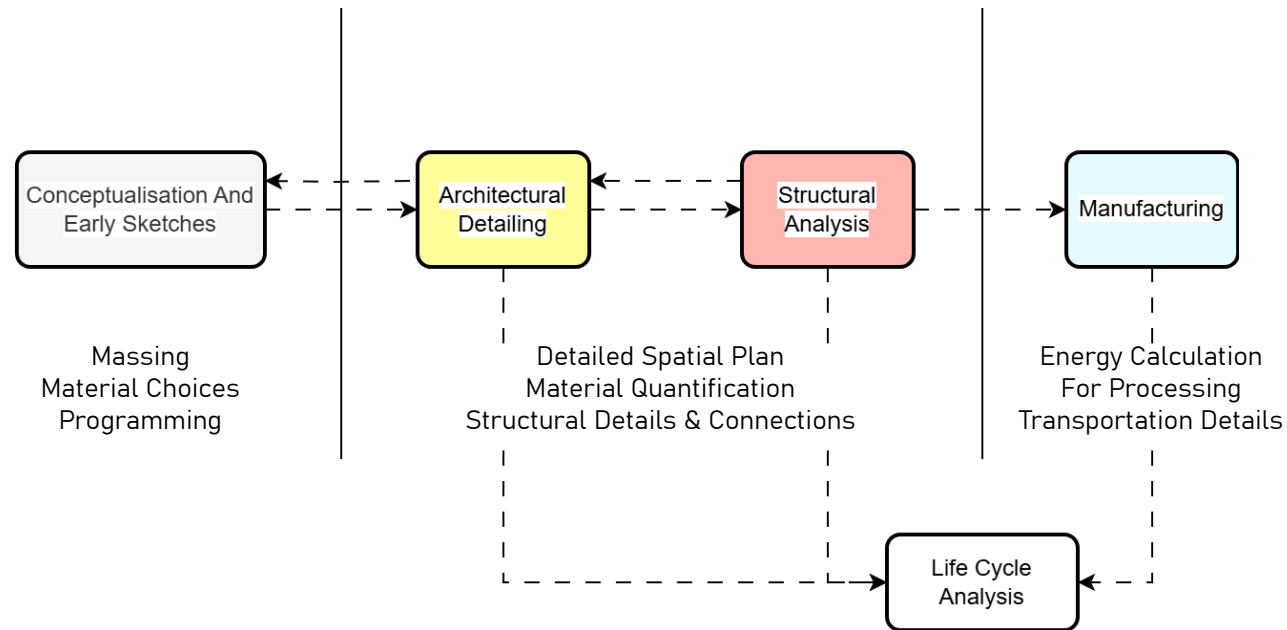 Conceptualisation And
Early Sketches
Architectural
Detailing
Structural
Analysis
Manufacturing
Massing
Material Choices
Programming
Detailed Spatial Plan
Material Quantification
Structural Details & Connections
Energy Calculation
For Processing
Transportation Details
Life Cycle
Analysis